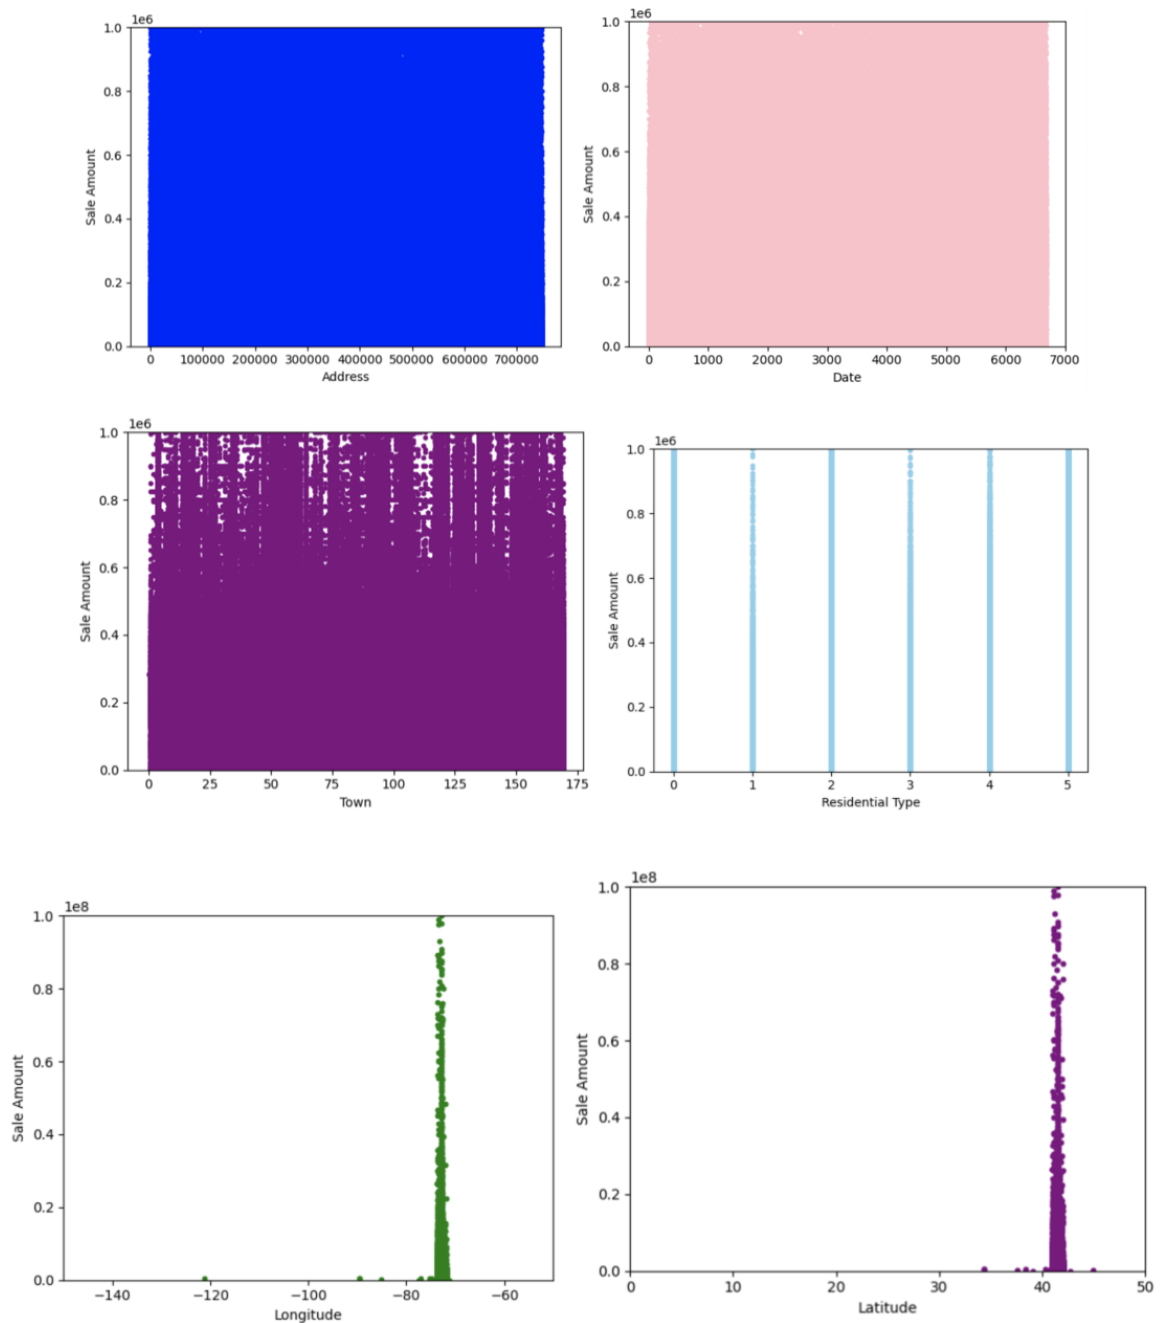 1e6
1.0
0.8
0.6
0.4
0.2
0.0
Sale Amount
0 100000 200000 300000 400000 500000 600000 700000
Address
1e6
1.0
0.8
0.6
0.4
0.2
0.0
Sale Amount
0 1000 2000 3000 4000 5000 6000 7000
Date
1e6
1.0
0.8
0.6
0.4
0.2
0.0
Sale Amount
0 25 50 75 100 125 150 175
Town
1e6
1.0
0.8
0.6
0.4
0.2
0.0
Sale Amount
0 1 2 3 4 5
Residential Type
1e8
1.0
0.8
0.6
0.4
0.2
0.0
Sale Amount
−140 −120 −100 −80 −60
Longitude
1e8
1.0
0.8
0.6
0.4
0.2
0.0
Sale Amount
0 10 20 30 40 50
Latitude